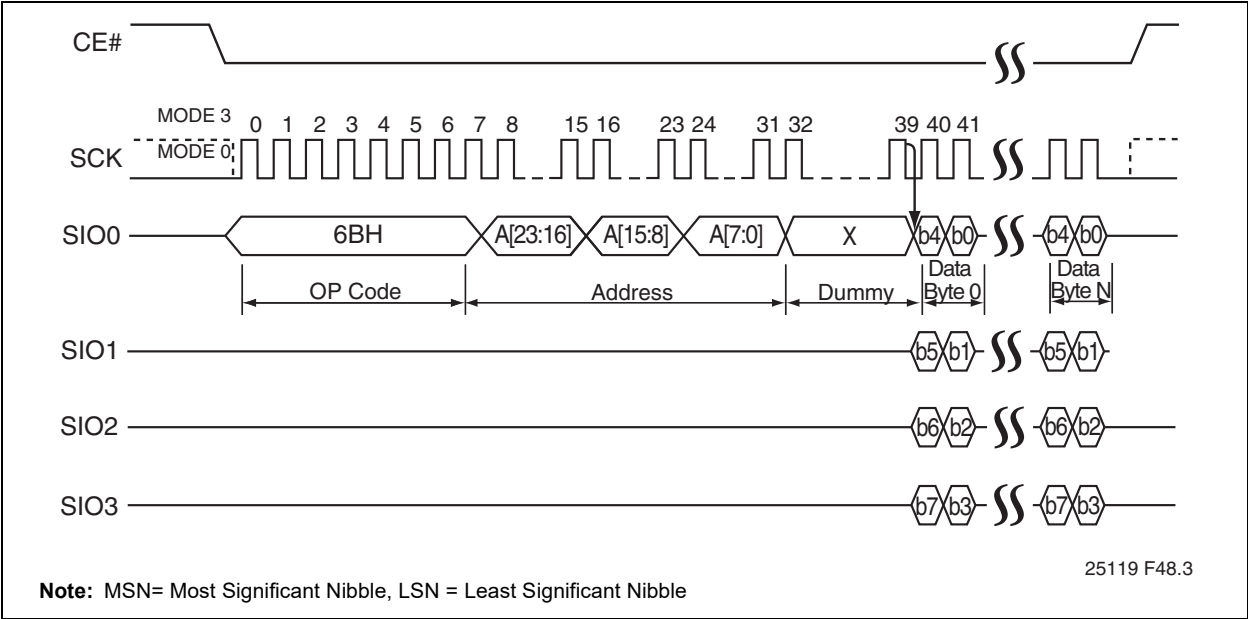 CE#
MODE 3
0 1 2 3 4 5 6 7 8 15 16 23 24 31 32 39 40 41
SCK MODE 0
SIO0 6BH A[23:16] A[15:8] A[7:0] X b4 b0 b4 b0
OP Code Address Dummy Data Byte 0 Data Byte N
SIO1 b5 b1 b5 b1
SIO2 b6 b2 b6 b2
SIO3 b7 b3 b7 b3
25119 F48.3
Note: MSN= Most Significant Nibble, LSN = Least Significant Nibble